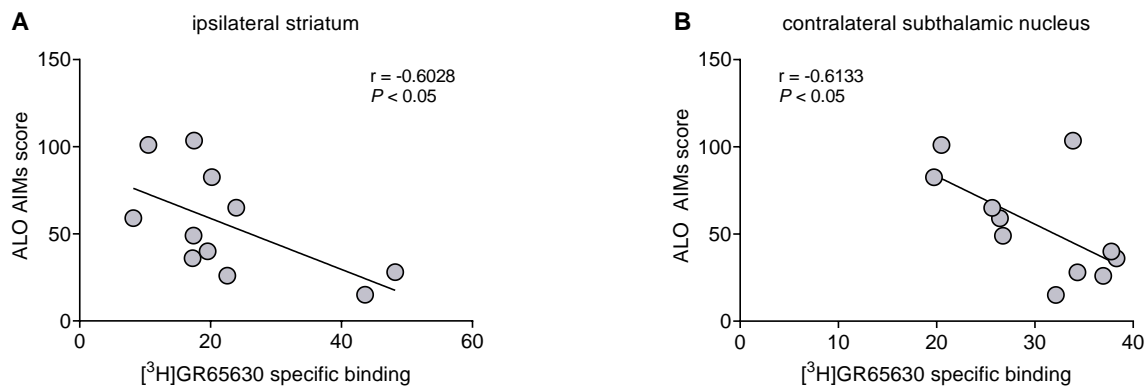 A
ipsilateral striatum
r = -0.6028
P < 0.05
150
100
50
0
ALO AIMs score
0 20 40 60
[³H]GR65630 specific binding
B
contralateral subthalamic nucleus
r = -0.6133
P < 0.05
150
100
50
0
ALO AIMs score
0 10 20 30 40
[³H]GR65630 specific binding